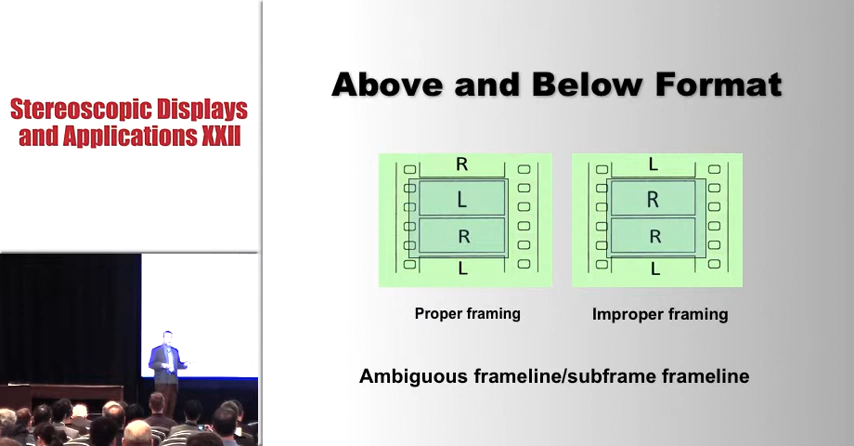 Stereoscopic Displays
and Applications XXII
Above and Below Format
R
L
R
L
L
R
R
L
Proper framing
Improper framing
Ambiguous frameline/subframe frameline